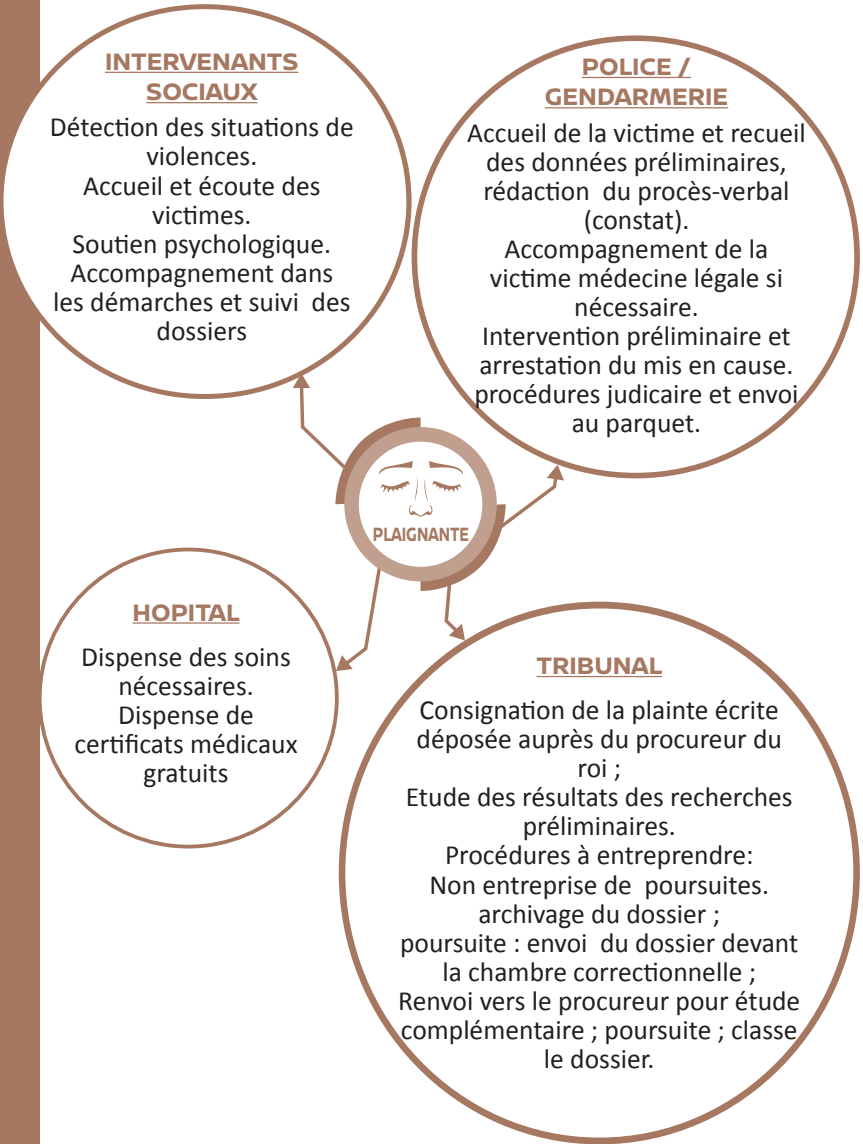 INTERVENANTS
SOCIAUX
Détection des situations de
violences.
Accueil et écoute des
victimes.
Soutien psychologique.
Accompagnement dans
les démarches et suivi des
dossiers
POLICE /
GENDARMERIE
Accueil de la victime et recueil
des données préliminaires,
rédaction du procès-verbal
(constat).
Accompagnement de la
victime médecine légale si
nécessaire.
Intervention préliminaire et
arrestation du mis en cause.
procédures judicaire et envoi
au parquet.
PLAIGNANTE
HOPITAL
Dispense des soins
nécessaires.
Dispense de
certificats médicaux
gratuits
TRIBUNAL
Consignation de la plainte écrite
déposée auprès du procureur du
roi ;
Etude des résultats des recherches
préliminaires.
Procédures à entreprendre:
Non entreprise de poursuites.
archivage du dossier ;
poursuite : envoi du dossier devant
la chambre correctionnelle ;
Renvoi vers le procureur pour étude
complémentaire ; poursuite ; classe
le dossier.